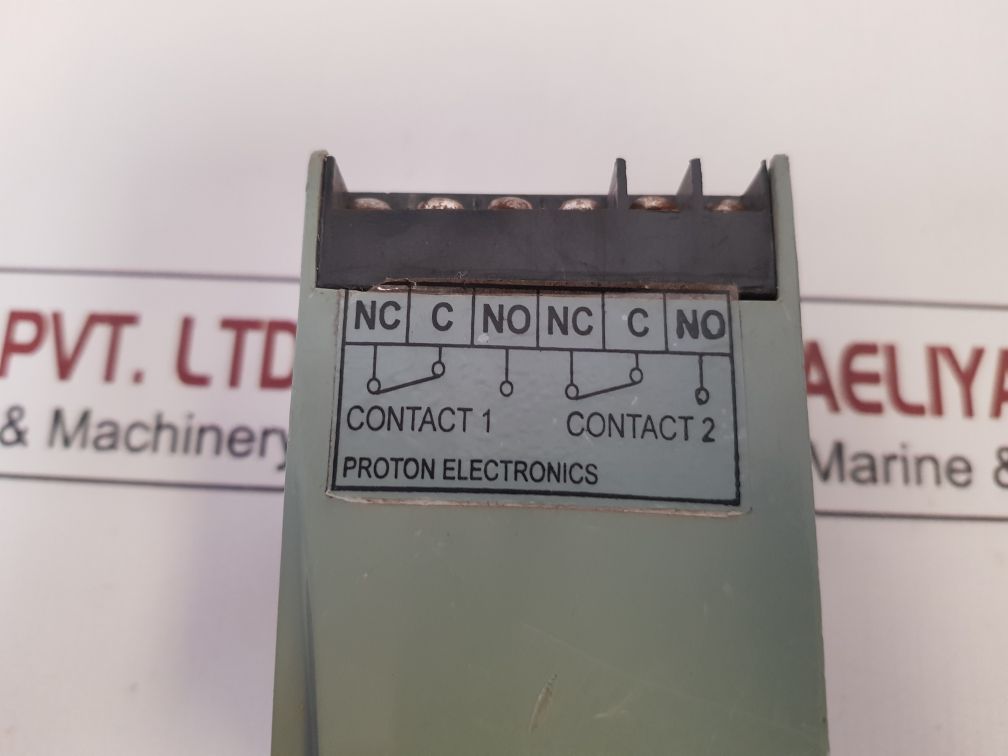 NC C NO NC C NO
CONTACT 1 CONTACT 2
PROTON ELECTRONICS
PVT. LTD
& Machinery
AELIYA
Marine &